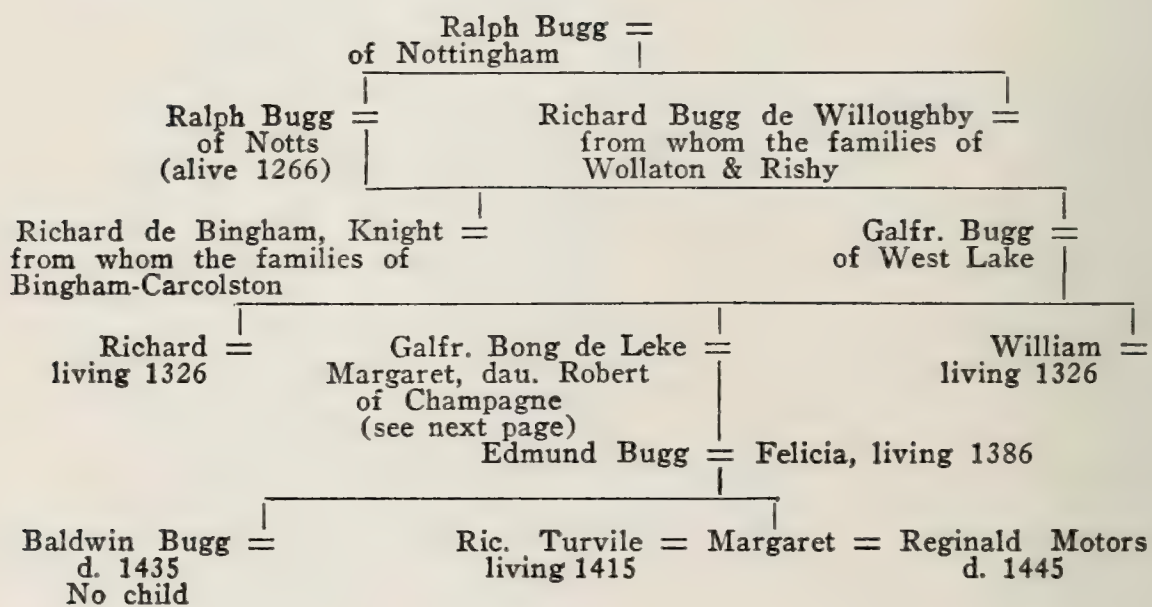 Ralph Bugg =
of Nottingham
Ralph Bugg =
of Notts
(alive 1266)
Richard Bugg de Willoughby =
from whom the families of
Wollaton & Rishy
Richard de Bingham, Knight =
from whom the families of
Bingham-Carcolston
Galfr. Bugg =
of West Lake
Richard =
living 1326
Galfr. Bong de Leke =
Margaret, dau. Robert
of Champagne
(see next page)
William =
living 1326
Edmund Bugg = Felicia, living 1386
Baldwin Bugg =
d. 1435
No child
Ric. Turvile = Margaret = Reginald Motors
living 1415
d. 1445